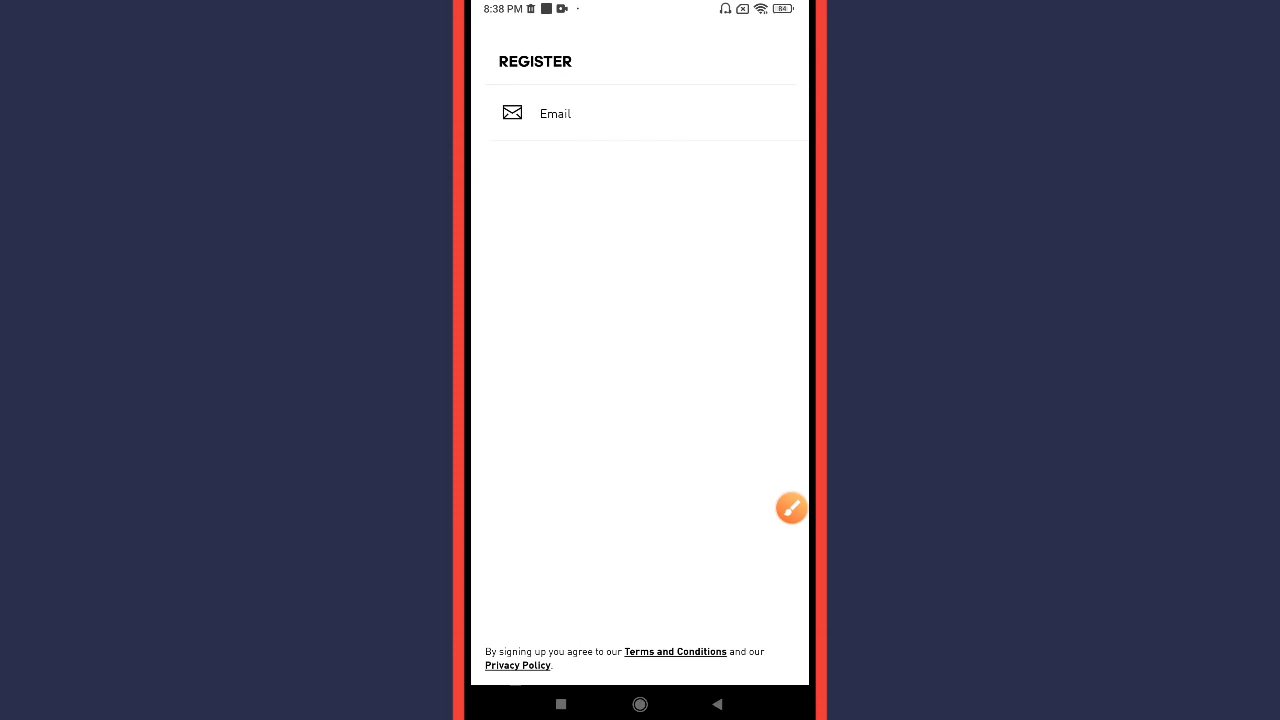 8:38 PM
84
REGISTER
Email
By signing up you agree to our Terms and Conditions and our
Privacy Policy.